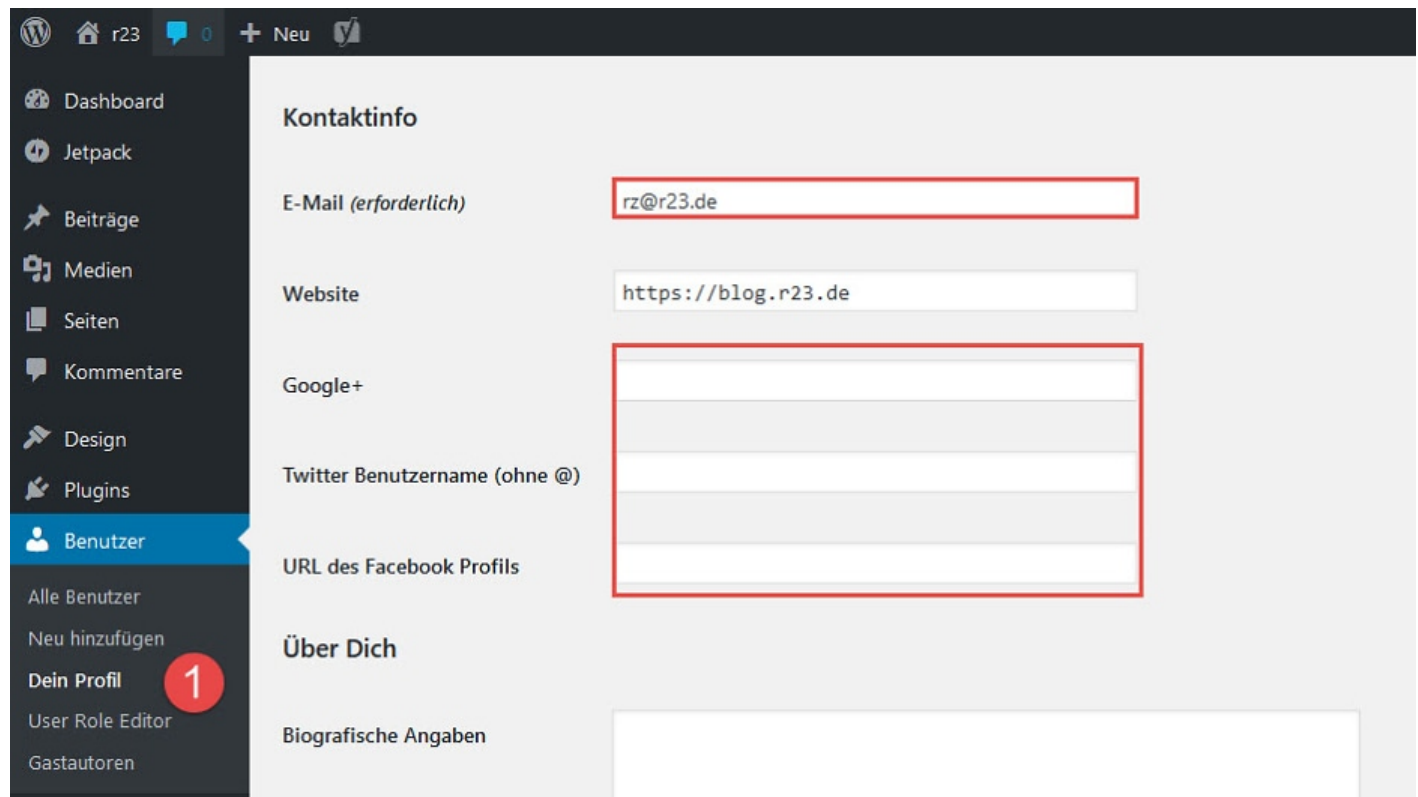 r23 0 Neu
Dashboard
Jetpack
Beiträge
Medien
Seiten
Kommentare
Design
Plugins
Benutzer
Alle Benutzer
Neu hinzufügen
Dein Profil 1
User Role Editor
Gastautoren
Kontaktinfo
E-Mail (erforderlich) rz@r23.de
Website https://blog.r23.de
Google+
Twitter Benutzername (ohne @)
URL des Facebook Profils
Über Dich
Biografische Angaben